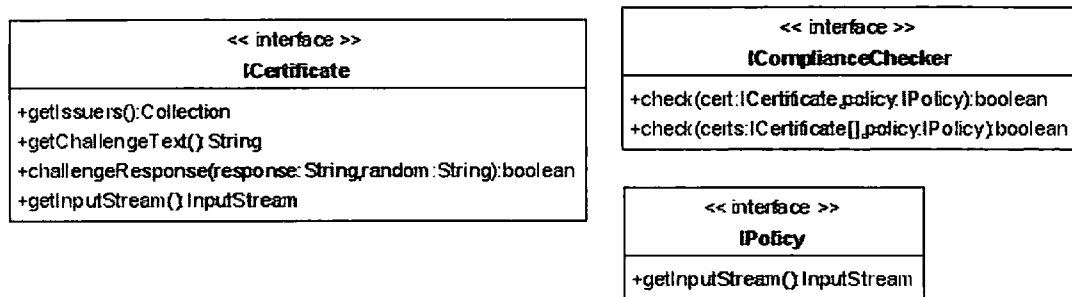 << interface >>
ICertificate
+getIssuers():Collection
+getChallengeText():String
+challengeResponse(response:String,random:String):boolean
+getInputStream():InputStream
<< interface >>
IComplianceChecker
+check(cert:ICertificate,policy:IPolicy):boolean
+check(certs:ICertificate[],policy:IPolicy):boolean
<< interface >>
IPolicy
+getInputStream():InputStream